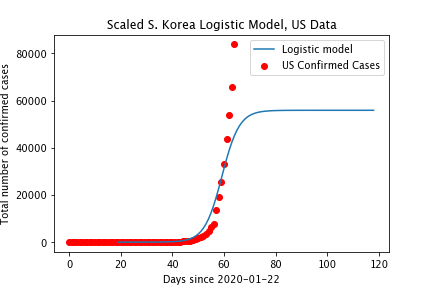 Scaled S. Korea Logistic Model, US Data
Logistic model
US Confirmed Cases
Total number of confirmed cases
80000
60000
40000
20000
0
0 20 40 60 80 100 120
Days since 2020-01-22